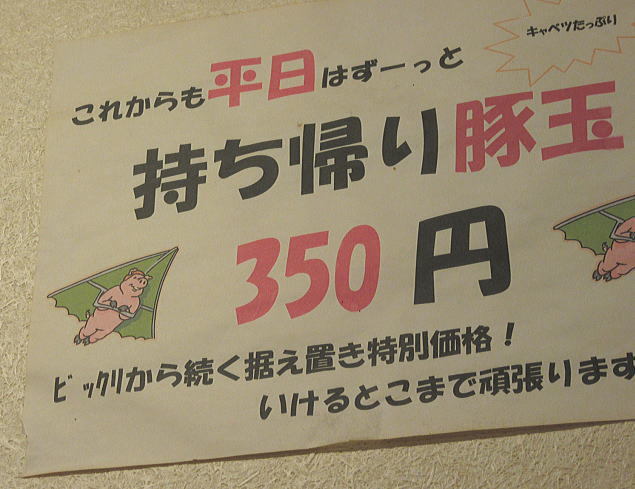 キャベツたっぷり
これからも平日はずーっと
持ち帰り豚玉
350円
ビックリから続く据え置き特別価格！
いけるとこまで頑張ります